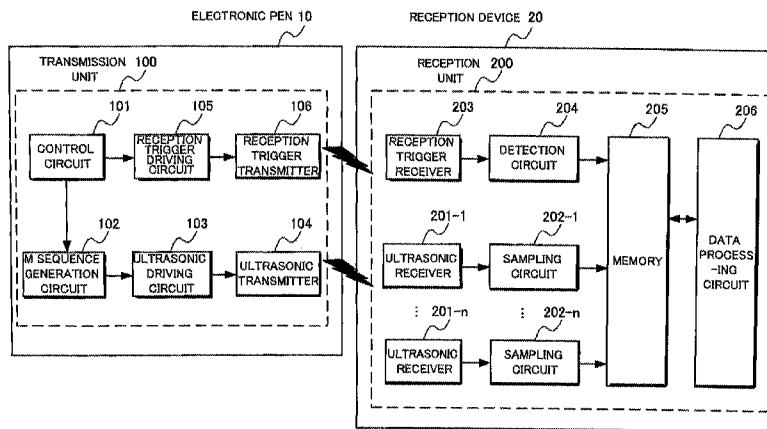 ELECTRONIC PEN 10
RECEPTION DEVICE 20
TRANSMISSION 100
UNIT
RECEPTION 200
UNIT
101
105
106
CONTROL
CIRCUIT
RECEPTION
TRIGGER
DRIVING
CIRCUIT
RECEPTION
TRIGGER
TRANSMITTER
102
103
104
M SEQUENCE
GENERATION
CIRCUIT
ULTRASONIC
DRIVING
CIRCUIT
ULTRASONIC
TRANSMITTER
203
204
205
206
RECEPTION
TRIGGER
RECEIVER
DETECTION
CIRCUIT
201-1
202-1
ULTRASONIC
RECEIVER
SAMPLING
CIRCUIT
⋮
201-n
⋮
202-n
ULTRASONIC
RECEIVER
SAMPLING
CIRCUIT
MEMORY
DATA
PROCESS
-ING
CIRCUIT